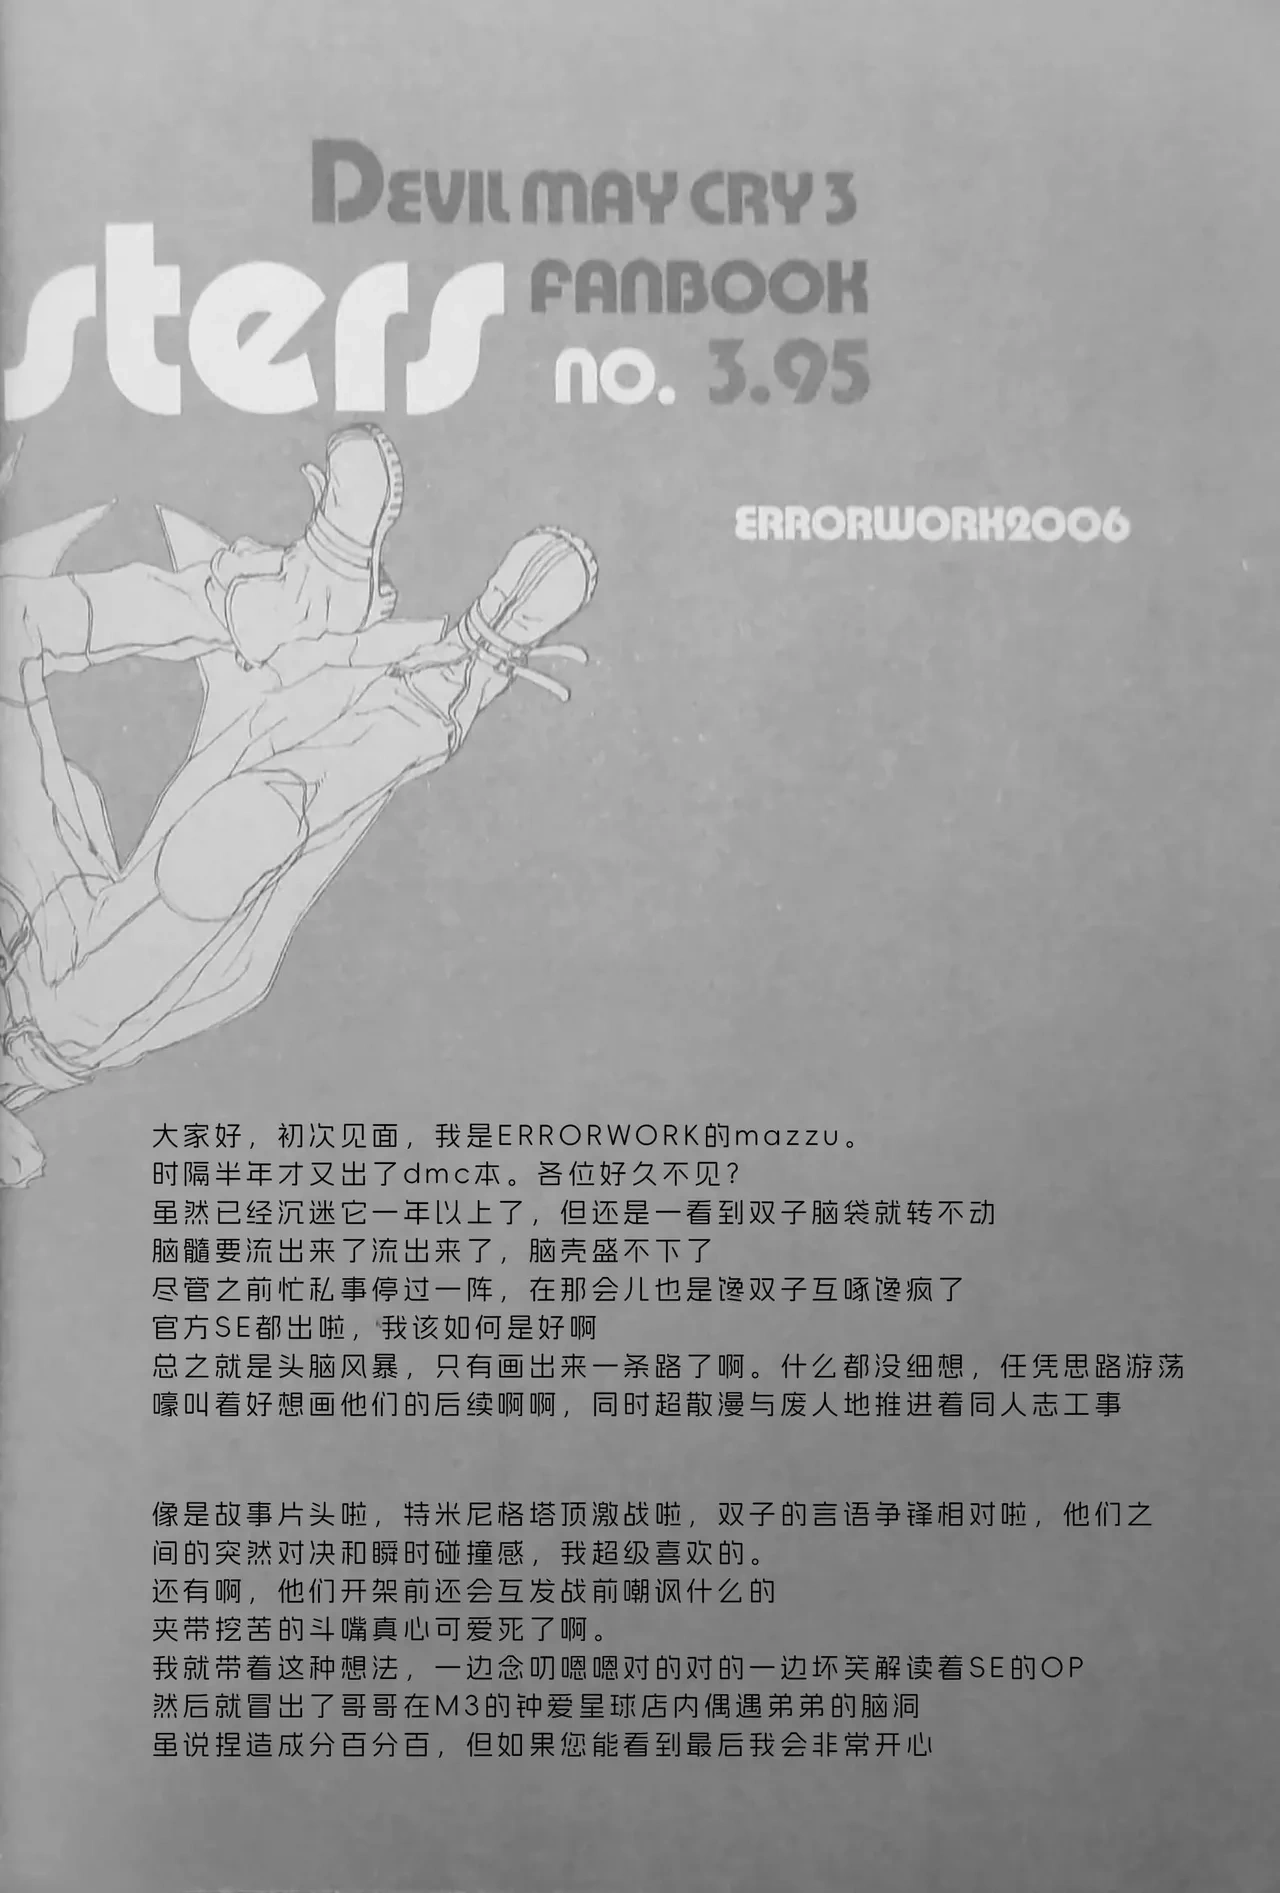 DEVIL MAY CRY 3
sters
FANBOOK
no. 3.95
ERRORWORK2006
大家好，初次见面，我是ERRORWORK的mazzu。
时隔半年才又出了dmc本。各位好久不见？
虽然已经沉迷它一年以上了，但还是一看到双子脑袋就转不动
脑髓要流出来了流出来了，脑壳盛不下了
尽管之前忙私事停过一阵，在那会儿也是馋双子互啄馋疯了
官方SE都出啦，我该如何是好啊
总之就是头脑风暴，只有画出来一条路了啊。什么都没细想，任凭思路游荡
嚎叫着好想画他们的后续啊啊，同时超散漫与废人地推进着同人志工事
像是故事片头啦，特米尼格塔顶激战啦，双子的言语争锋相对啦，他们之
间的突然对决和瞬时碰撞感，我超级喜欢的。
还有啊，他们开架前还会互发战前嘲讽什么的
夹带挖苦的斗嘴真心可爱死了啊。
我就带着这种想法，一边念叨嗯嗯对的对的一边坏笑解读着SE的OP
然后就冒出了哥哥在M3的钟爱星球店内偶遇弟弟的脑洞
虽说捏造成分百分百，但如果您能看到最后我会非常开心